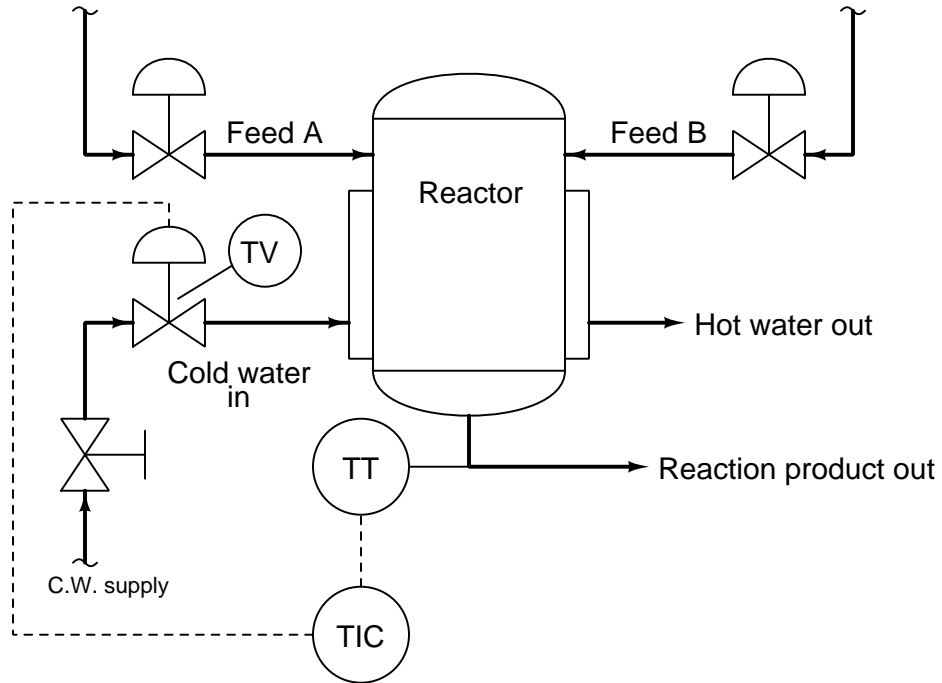 Feed A
Feed B
Reactor
TV
Hot water out
Cold water
in
TT
Reaction product out
C.W. supply
TIC